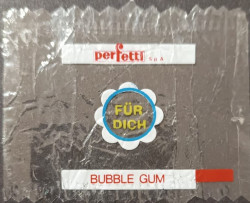 perfetti S.p.A.
FÜR
DICH
BUBBLE GUM